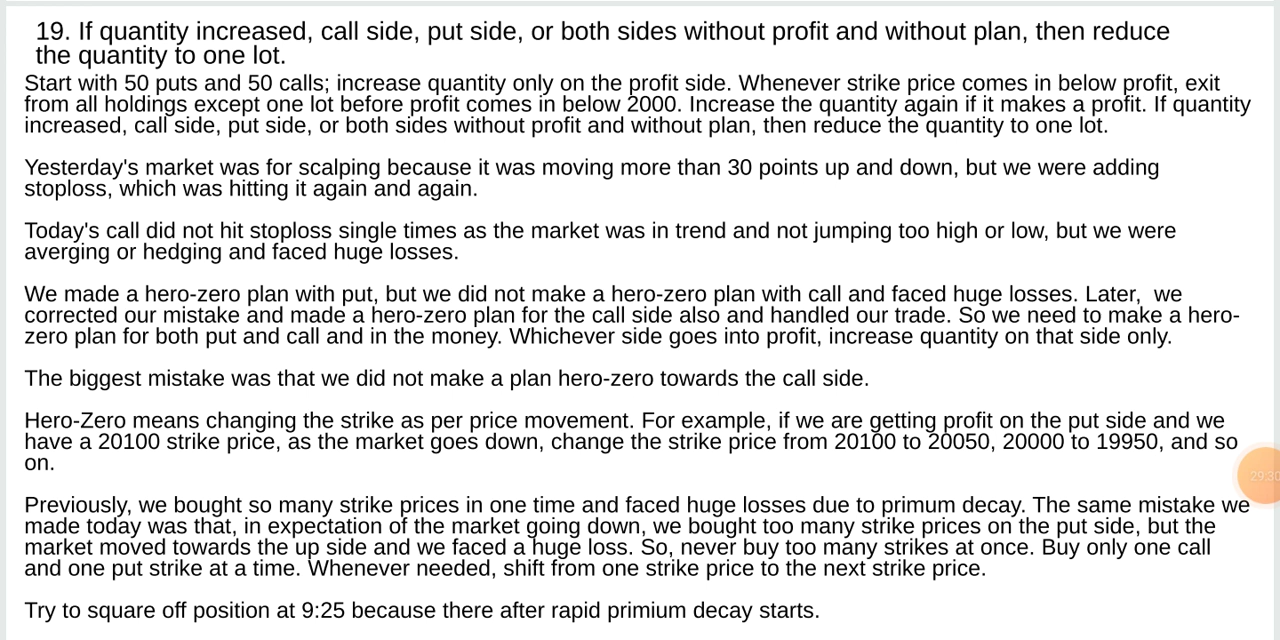 19. If quantity increased, call side, put side, or both sides without profit and without plan, then reduce
the quantity to one lot.
Start with 50 puts and 50 calls; increase quantity only on the profit side. Whenever strike price comes in below profit, exit
from all holdings except one lot before profit comes in below 2000. Increase the quantity again if it makes a profit. If quantity
increased, call side, put side, or both sides without profit and without plan, then reduce the quantity to one lot.
Yesterday's market was for scalping because it was moving more than 30 points up and down, but we were adding
stoploss, which was hitting it again and again.
Today's call did not hit stoploss single times as the market was in trend and not jumping too high or low, but we were
averging or hedging and faced huge losses.
We made a hero-zero plan with put, but we did not make a hero-zero plan with call and faced huge losses. Later,  we
corrected our mistake and made a hero-zero plan for the call side also and handled our trade. So we need to make a hero-
zero plan for both put and call and in the money. Whichever side goes into profit, increase quantity on that side only.
The biggest mistake was that we did not make a plan hero-zero towards the call side.
Hero-Zero means changing the strike as per price movement. For example, if we are getting profit on the put side and we
have a 20100 strike price, as the market goes down, change the strike price from 20100 to 20050, 20000 to 19950, and so
on.
29:30
Previously, we bought so many strike prices in one time and faced huge losses due to primum decay. The same mistake we
made today was that, in expectation of the market going down, we bought too many strike prices on the put side, but the
market moved towards the up side and we faced a huge loss. So, never buy too many strikes at once. Buy only one call
and one put strike at a time. Whenever needed, shift from one strike price to the next strike price.
Try to square off position at 9:25 because there after rapid primium decay starts.